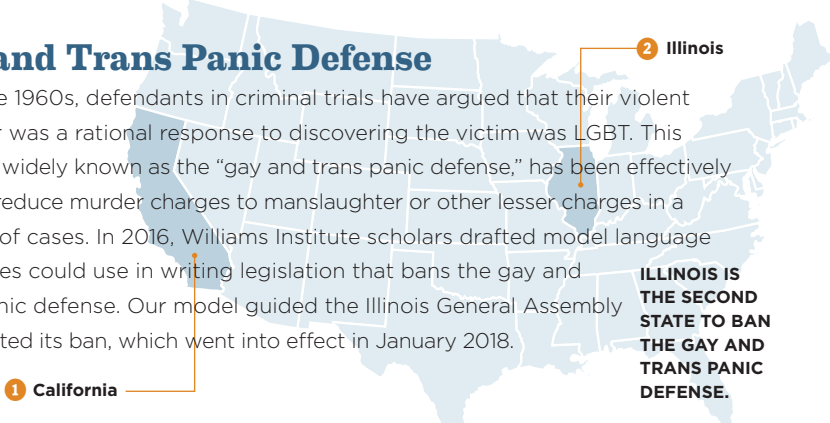 and Trans Panic Defense
2 Illinois
e 1960s, defendants in criminal trials have argued that their violent
r was a rational response to discovering the victim was LGBT. This
widely known as the “gay and trans panic defense,” has been effectively
reduce murder charges to manslaughter or other lesser charges in a
of cases. In 2016, Williams Institute scholars drafted model language
es could use in writing legislation that bans the gay and
nic defense. Our model guided the Illinois General Assembly
ted its ban, which went into effect in January 2018.
ILLINOIS IS
THE SECOND
STATE TO BAN
THE GAY AND
TRANS PANIC
DEFENSE.
1 California